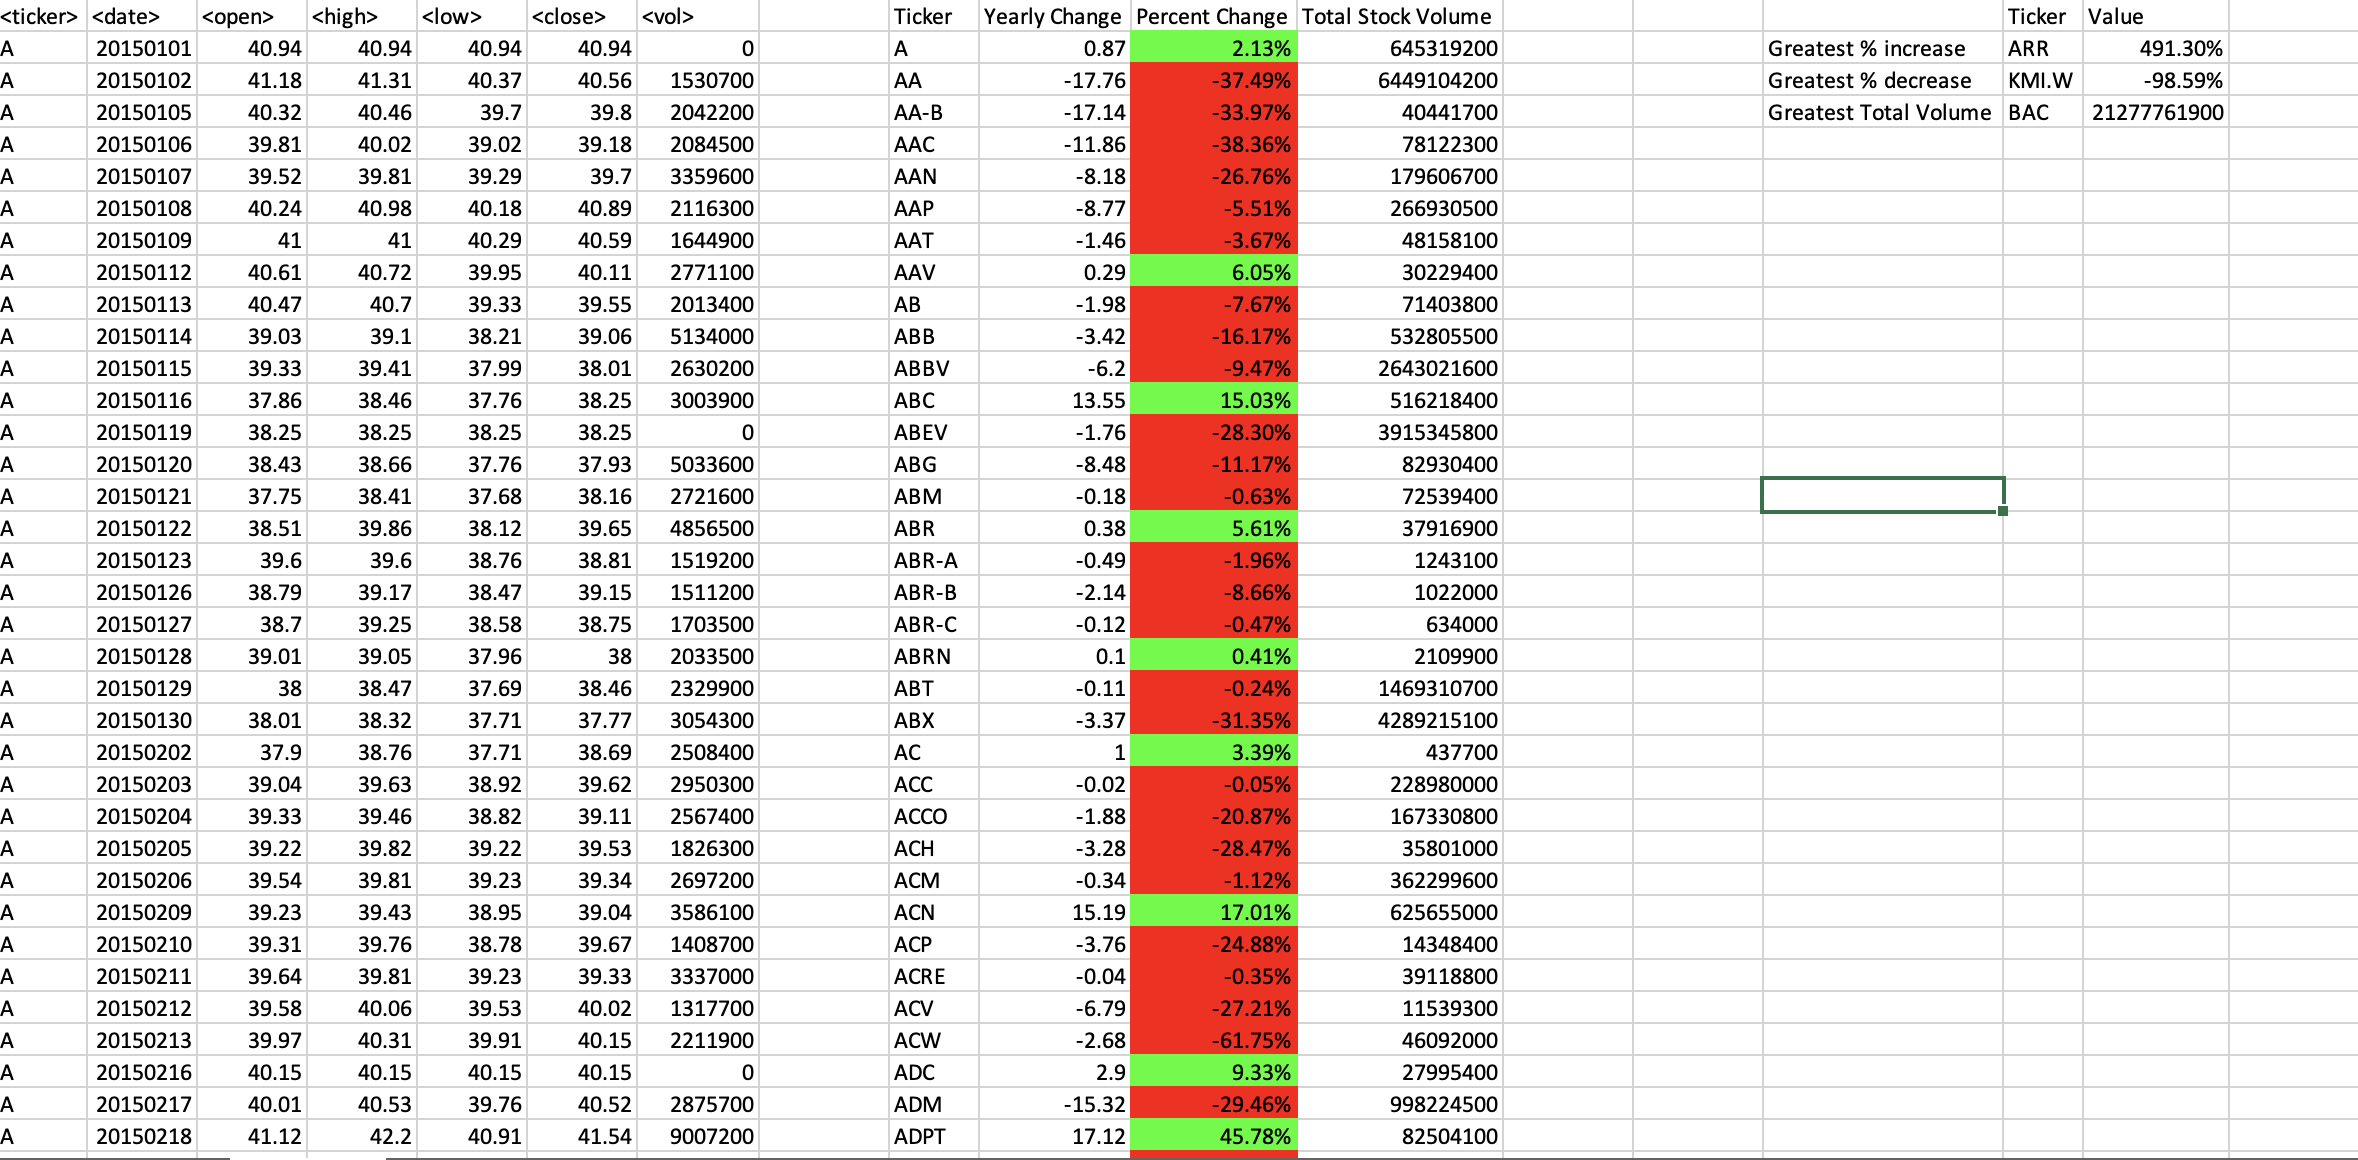 <ticker> <date> <open> <high> <low> <close> <vol> Ticker Yearly Change Percent Change Total Stock Volume Ticker Value
A 20150101 40.94 40.94 40.94 40.94 0 A 0.87 2.13% 645319200 Greatest % increase ARR 491.30%
A 20150102 41.18 41.31 40.37 40.56 1530700 AA -17.76 -37.49% 6449104200 Greatest % decrease KMI.W -98.59%
A 20150105 40.32 40.46 39.7 39.8 2042200 AA-B -17.14 -33.97% 40441700 Greatest Total Volume BAC 21277761900
A 20150106 39.81 40.02 39.02 39.18 2084500 AAC -11.86 -38.36% 78122300
A 20150107 39.52 39.81 39.29 39.7 3359600 AAN -8.18 -26.76% 179606700
A 20150108 40.24 40.98 40.18 40.89 2116300 AAP -8.77 -5.51% 266930500
A 20150109 41 41 40.29 40.59 1644900 AAT -1.46 -3.67% 48158100
A 20150112 40.61 40.72 39.95 40.11 2771100 AAV 0.29 6.05% 30229400
A 20150113 40.47 40.7 39.33 39.55 2013400 AB -1.98 -7.67% 71403800
A 20150114 39.03 39.1 38.21 39.06 5134000 ABB -3.42 -16.17% 532805500
A 20150115 39.33 39.41 37.99 38.01 2630200 ABBV -6.2 -9.47% 2643021600
A 20150116 37.86 38.46 37.76 38.25 3003900 ABC 13.55 15.03% 516218400
A 20150119 38.25 38.25 38.25 38.25 0 ABEV -1.76 -28.30% 3915345800
A 20150120 38.43 38.66 37.76 37.93 5033600 ABG -8.48 -11.17% 82930400
A 20150121 37.75 38.41 37.68 38.16 2721600 ABM -0.18 -0.63% 72539400
A 20150122 38.51 39.86 38.12 39.65 4856500 ABR 0.38 5.61% 37916900
A 20150123 39.6 39.6 38.76 38.81 1519200 ABR-A -0.49 -1.96% 1243100
A 20150126 38.79 39.17 38.47 39.15 1511200 ABR-B -2.14 -8.66% 1022000
A 20150127 38.7 39.25 38.58 38.75 1703500 ABR-C -0.12 -0.47% 634000
A 20150128 39.01 39.05 37.96 38 2033500 ABRN 0.1 0.41% 2109900
A 20150129 38 38.47 37.69 38.46 2329900 ABT -0.11 -0.24% 1469310700
A 20150130 38.01 38.32 37.71 37.77 3054300 ABX -3.37 -31.35% 4289215100
A 20150202 37.9 38.76 37.71 38.69 2508400 AC 1 3.39% 437700
A 20150203 39.04 39.63 38.92 39.62 2950300 ACC -0.02 -0.05% 228980000
A 20150204 39.33 39.46 38.82 39.11 2567400 ACCO -1.88 -20.87% 167330800
A 20150205 39.22 39.82 39.22 39.53 1826300 ACH -3.28 -28.47% 35801000
A 20150206 39.54 39.81 39.23 39.34 2697200 ACM -0.34 -1.12% 362299600
A 20150209 39.23 39.43 38.95 39.04 3586100 ACN 15.19 17.01% 625655000
A 20150210 39.31 39.76 38.78 39.67 1408700 ACP -3.76 -24.88% 14348400
A 20150211 39.64 39.81 39.23 39.33 3337000 ACRE -0.04 -0.35% 39118800
A 20150212 39.58 40.06 39.53 40.02 1317700 ACV -6.79 -27.21% 11539300
A 20150213 39.97 40.31 39.91 40.15 2211900 ACW -2.68 -61.75% 46092000
A 20150216 40.15 40.15 40.15 40.15 0 ADC 2.9 9.33% 27995400
A 20150217 40.01 40.53 39.76 40.52 2875700 ADM -15.32 -29.46% 998224500
A 20150218 41.12 42.2 40.91 41.54 9007200 ADPT 17.12 45.78% 82504100